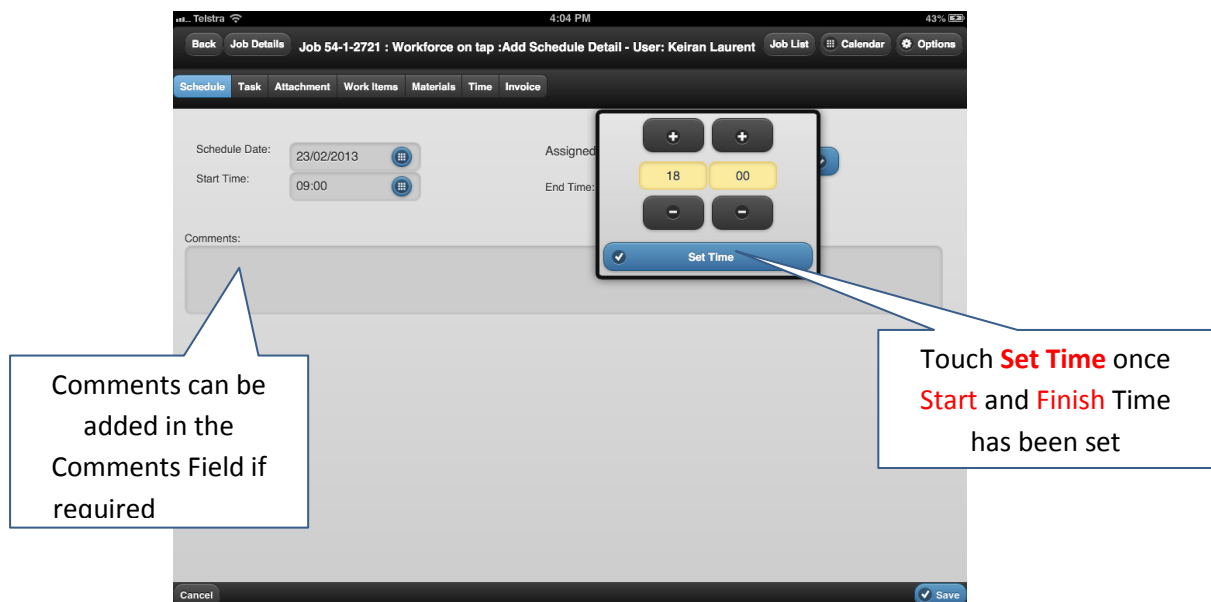 Telstra 4:04 PM 43%
Back Job Details Job 54-1-2721 : Workforce on tap :Add Schedule Detail - User: Keiran Laurent Job List Calendar Options
Schedule Task Attachment Work Items Materials Time Invoice
Schedule Date: 23/02/2013 Assigned
Start Time: 09:00 End Time:
18 00
Set Time
Comments:
Comments can be
added in the
Comments Field if
required
Touch Set Time once
Start and Finish Time
has been set
Cancel Save